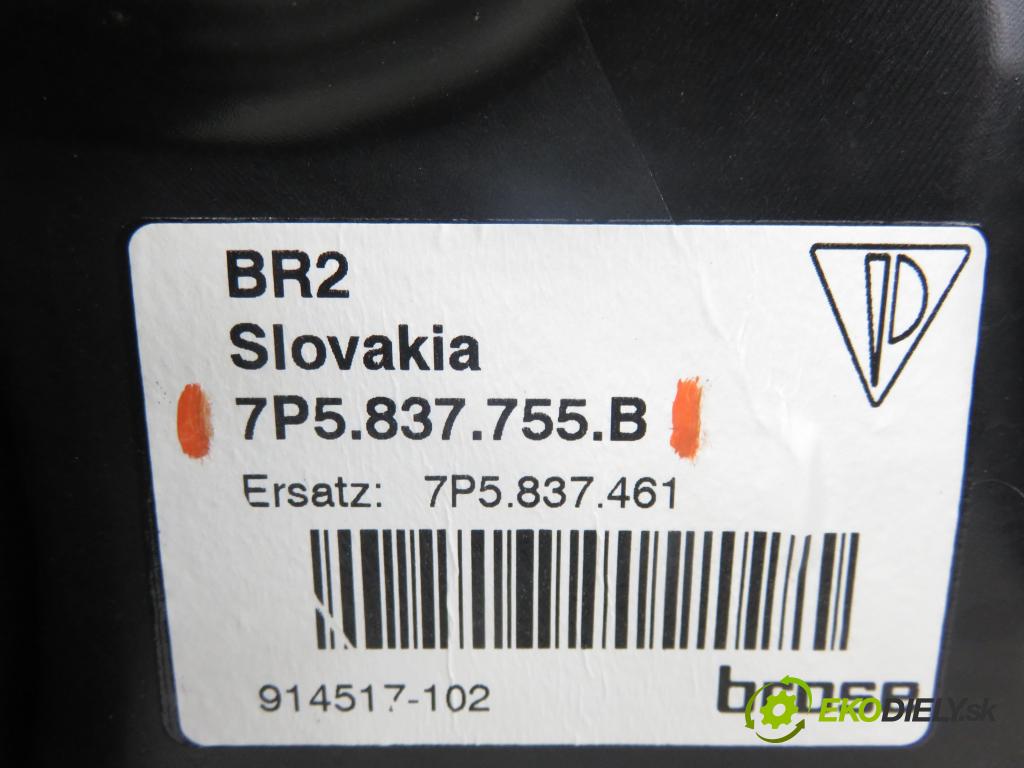 BR2
Slovakia
7P5.837.755.B
Ersatz: 7P5.837.461
914517-102
brose
EKODIELY.sk